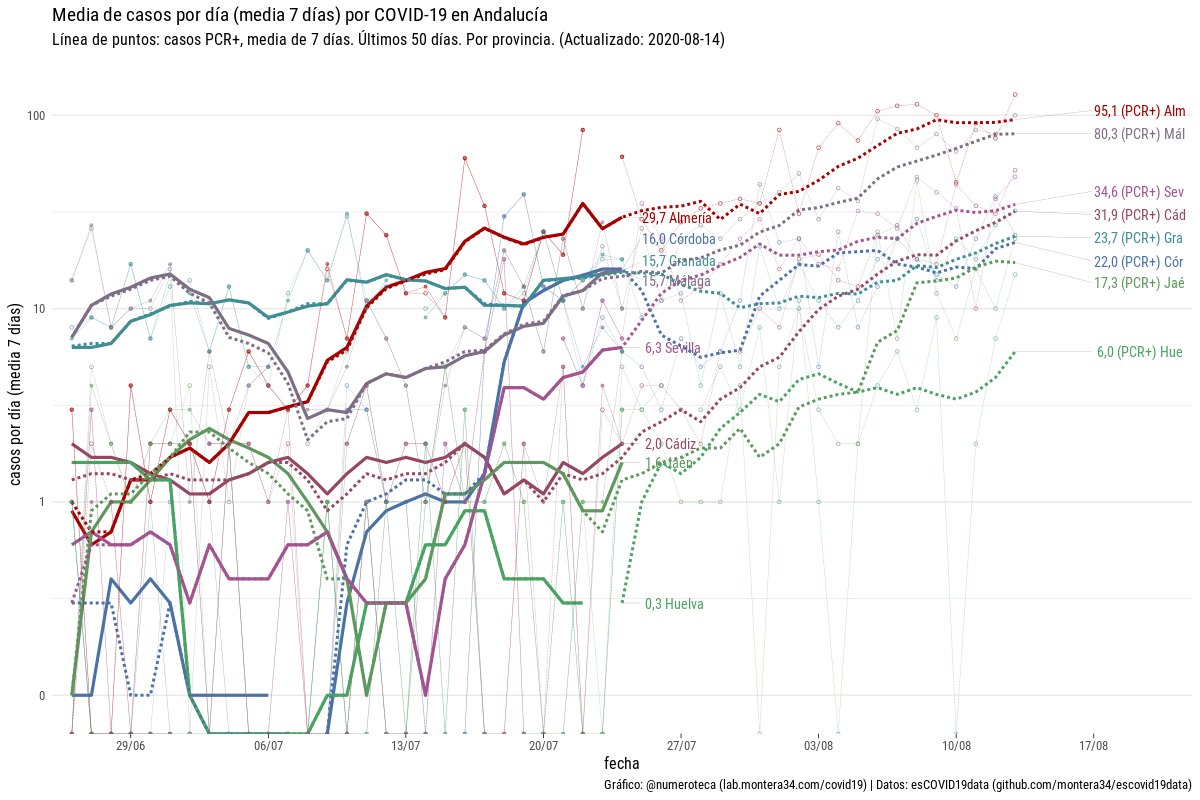 Media de casos por día (media 7 días) por COVID-19 en Andalucía
Línea de puntos: casos PCR+, media de 7 días. Últimos 50 días. Por provincia. (Actualizado: 2020-08-14)
casos por día (media 7 días)
100
10
1
0
95,1 (PCR+) Alm
80,3 (PCR+) Mál
34,6 (PCR+) Sev
31,9 (PCR+) Cád
23,7 (PCR+) Gra
22,0 (PCR+) Cór
17,3 (PCR+) Jaé
6,0 (PCR+) Hue
29,7 Almería
16,0 Córdoba
15,7 Granada
15,7 Málaga
6,3 Sevilla
2,0 Cádiz
1,6 Jaén
0,3 Huelva
29/06
06/07
13/07
20/07
27/07
03/08
10/08
17/08
fecha
Gráfico: @numeroteca (lab.montera34.com/covid19) | Datos: esCOVID19data (github.com/montera34/escovid19data)